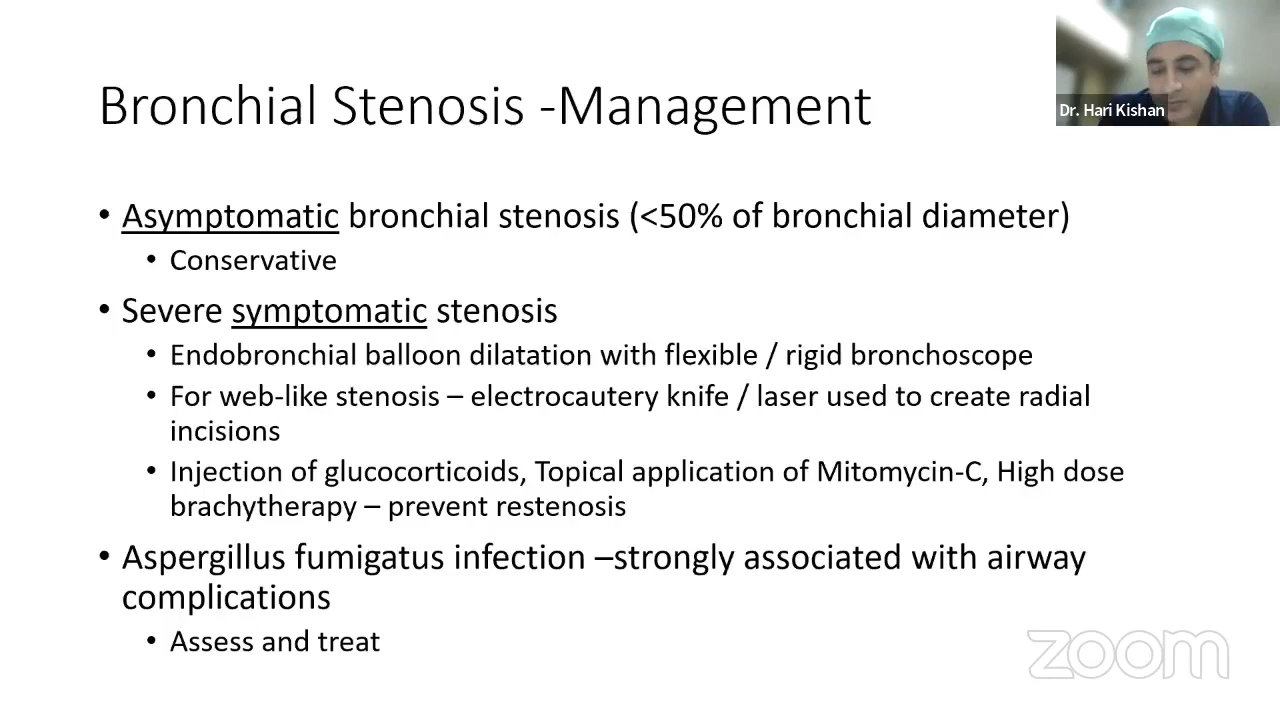 Dr. Hari Kishan
Bronchial Stenosis -Management
• Asymptomatic bronchial stenosis (<50% of bronchial diameter)
• Conservative
• Severe symptomatic stenosis
• Endobronchial balloon dilatation with flexible / rigid bronchoscope
• For web-like stenosis – electrocautery knife / laser used to create radial
incisions
• Injection of glucocorticoids, Topical application of Mitomycin-C, High dose
brachytherapy – prevent restenosis
• Aspergillus fumigatus infection –strongly associated with airway
complications
• Assess and treat
zoom